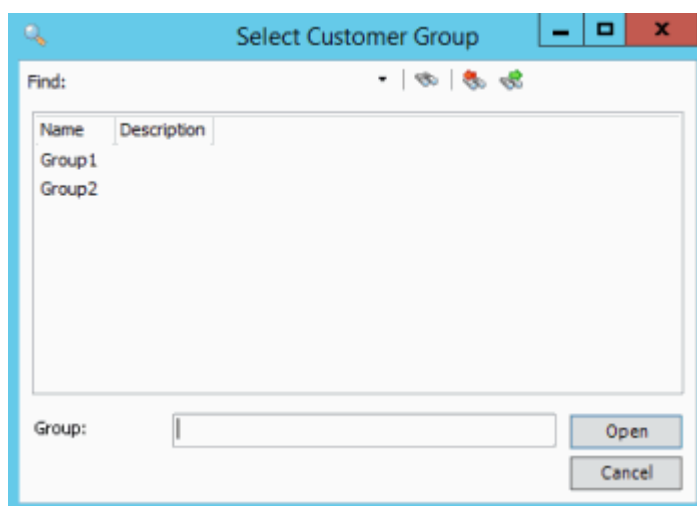 Select Customer Group
Find:
Name Description
Group1
Group2
Group:
Open
Cancel